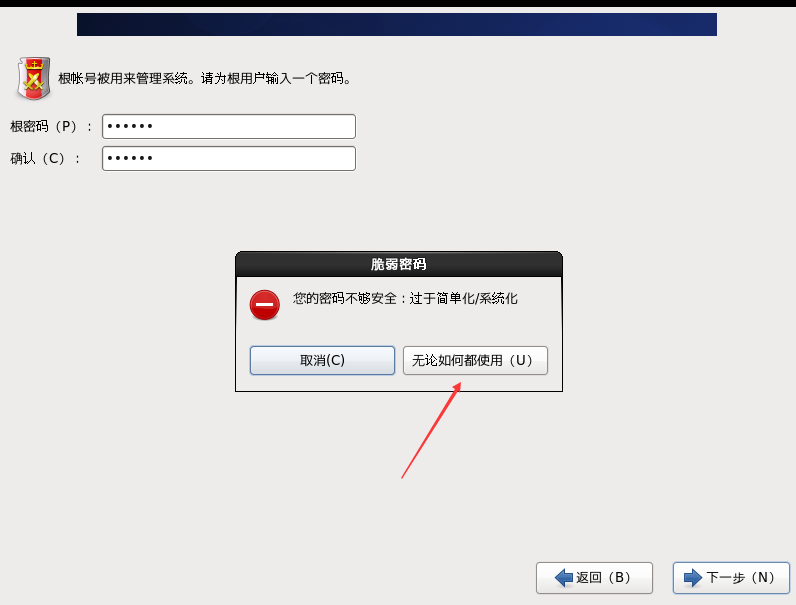 根帐号被用来管理系统。请为根用户输入一个密码。
根密码（P）：
••••••
确认（C）：
••••••
脆弱密码
您的密码不够安全：过于简单化/系统化
取消(C) 无论如何都使用（U）
返回（B） 下一步（N）